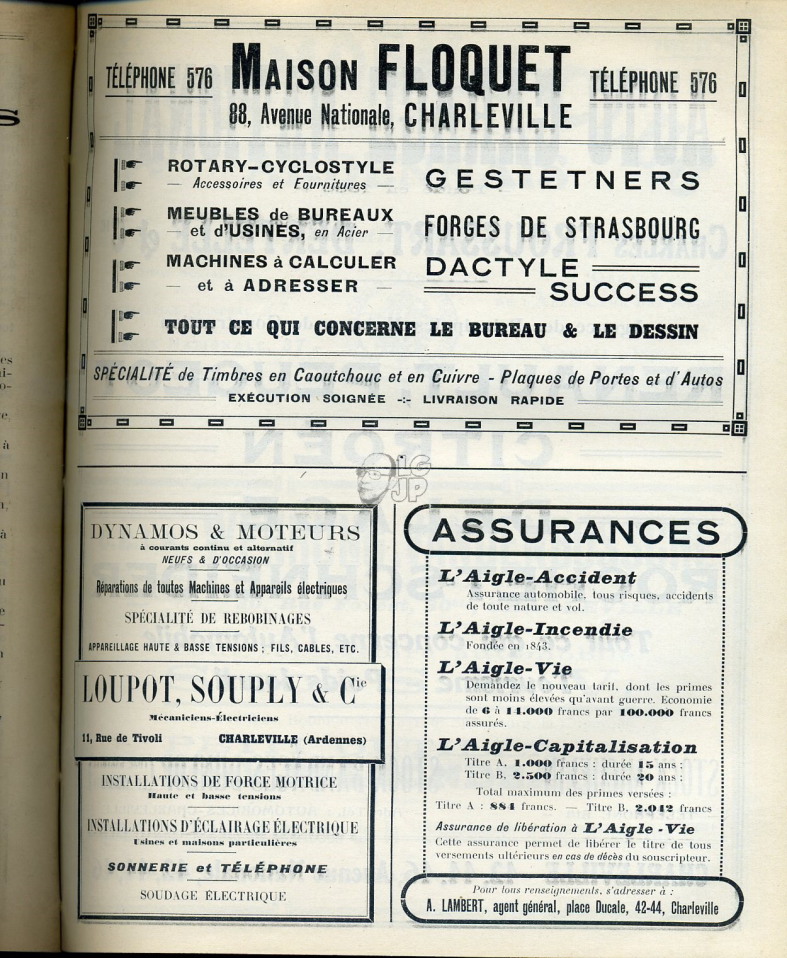 TÉLÉPHONE 576 MAISON FLOQUET TÉLÉPHONE 576
88, Avenue Nationale, CHARLEVILLE
ROTARY-CYCLOSTYLE
— Accessoires et Fournitures —
GESTETNERS
MEUBLES de BUREAUX
— et d'USINES, en Acier —
FORGES DE STRASBOURG
MACHINES à CALCULER
— et à ADRESSER —
DACTYLE
SUCCESS
TOUT CE QUI CONCERNE LE BUREAU & LE DESSIN
SPÉCIALITÉ de Timbres en Caoutchouc et en Cuivre - Plaques de Portes et d'Autos
EXÉCUTION SOIGNÉE -:- LIVRAISON RAPIDE
LG
JP
DYNAMOS & MOTEURS
à courants continu et alternatif
NEUFS & D'OCCASION
Réparations de toutes Machines et Appareils électriques
SPÉCIALITÉ DE REBOBINAGES
APPAREILLAGE HAUTE & BASSE TENSIONS ; FILS, CABLES, ETC.
LOUPOT, SOUPLY & Cie
Mécaniciens-Électriciens
11, Rue de Tivoli CHARLEVILLE (Ardennes)
INSTALLATIONS DE FORCE MOTRICE
Haute et basse tensions
INSTALLATIONS D'ÉCLAIRAGE ÉLECTRIQUE
Usines et maisons particulières
SONNERIE et TÉLÉPHONE
SOUDAGE ÉLECTRIQUE
ASSURANCES
L'Aigle-Accident
Assurance automobile, tous risques, accidents
de toute nature et vol.
L'Aigle-Incendie
Fondée en 1843.
L'Aigle-Vie
Demandez le nouveau tarif, dont les primes
sont moins élevées qu'avant guerre. Economie
de 6 à 14.000 francs par 100.000 francs
assurés.
L'Aigle-Capitalisation
Titre A. 1.000 francs : durée 15 ans ;
Titre B. 2.500 francs : durée 20 ans ;
Total maximum des primes versées :
Titre A : 884 francs. — Titre B. 2.042 francs
Assurance de libération à L'Aigle-Vie
Cette assurance permet de libérer le titre de tous
versements ultérieurs en cas de décès du souscripteur.
Pour tous renseignements, s'adresser à :
A. LAMBERT, agent général, place Ducale, 42-44, Charleville